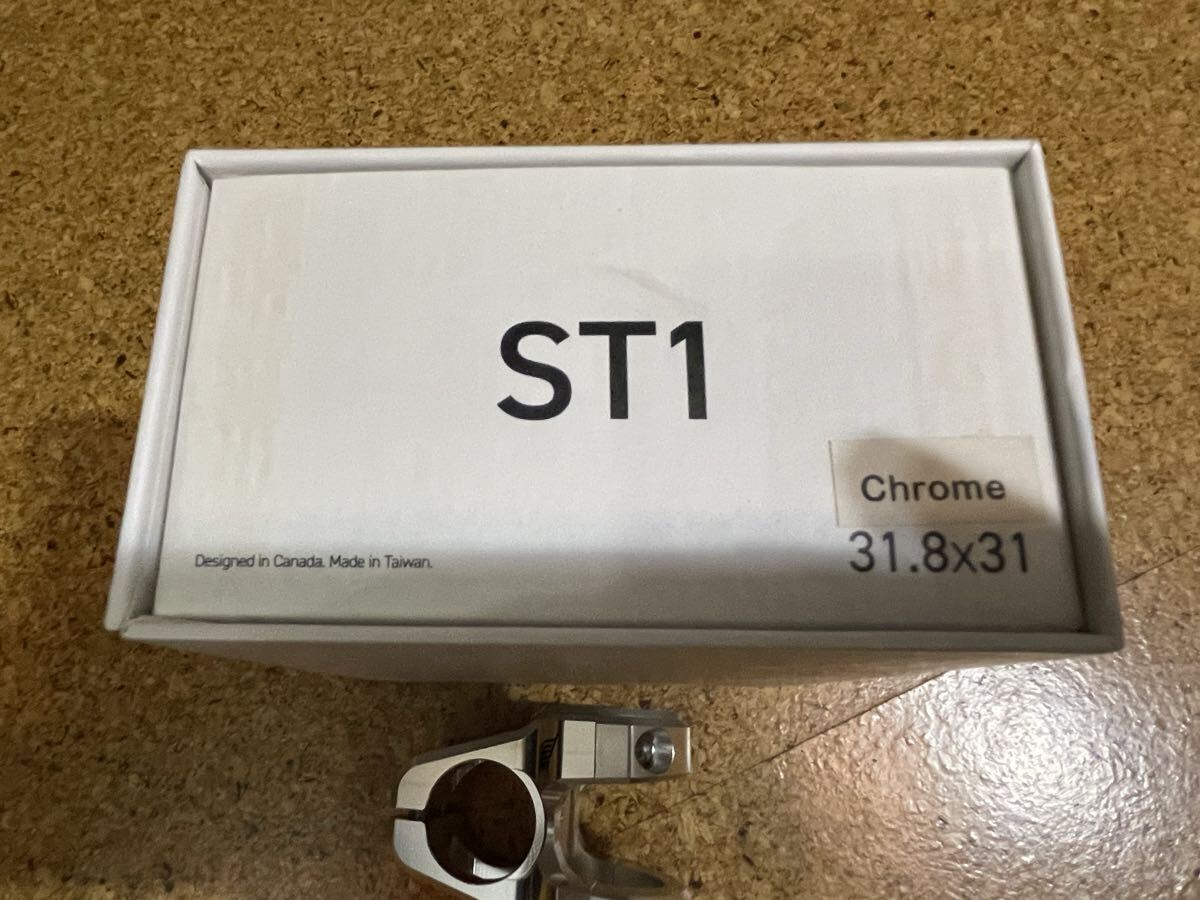 ST1
Chrome
31.8x31
Designed in Canada. Made in Taiwan.